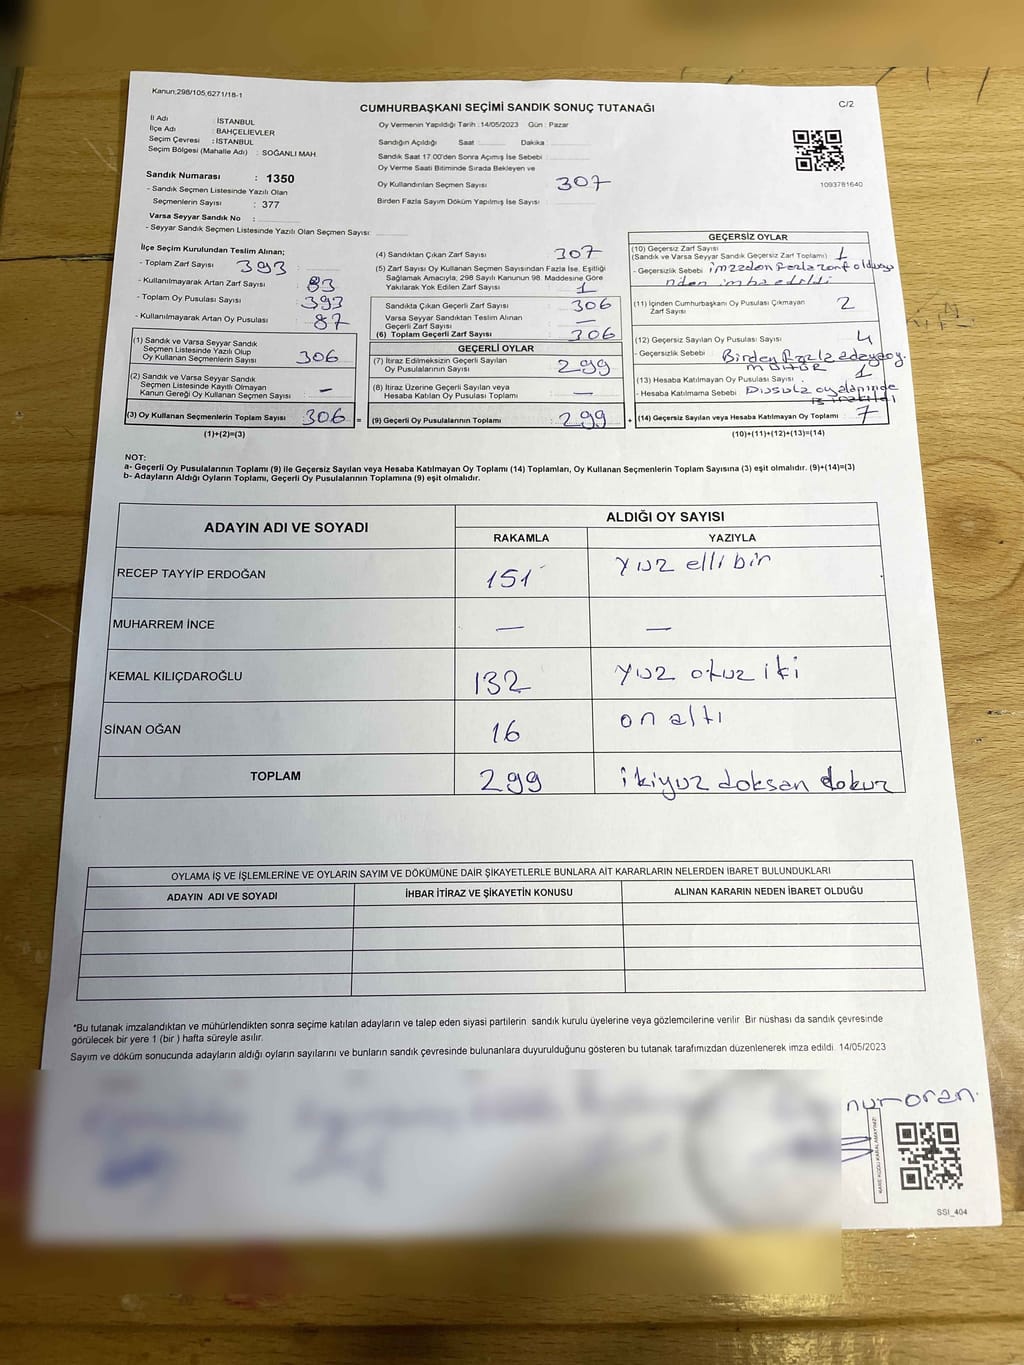 Kanun;298/105,6271/18-1
CUMHURBAŞKANI SEÇİMİ SANDIK SONUÇ TUTANAĞI
C/2
İl Adı : İSTANBUL
İlçe Adı : BAHÇELİEVLER
Seçim Çevresi : İSTANBUL
Seçim Bölgesi (Mahalle Adı) : SOĞANLI MAH.
Sandık Numarası : 1350
- Sandık Seçmen Listesinde Yazılı Olan
Seçmenlerin Sayısı : 377
Varsa Seyyar Sandık No :
- Seyyar Sandık Seçmen Listesinde Yazılı Olan Seçmen Sayısı:
Oy Vermenin Yapıldığı Tarih :14/05/2023 Gün : Pazar
Sandığın Açıldığı Saat : Dakika :
Sandık Saat 17.00'den Sonra Açımış İse Sebebi
Oy Verme Saati Bitiminde Sırada Bekleyen ve
Oy Kullandırılan Seçmen Sayısı 307
Birden Fazla Sayım Döküm Yapılmış İse Sayısı :
1093781640
İlçe Seçim Kurulundan Teslim Alınan;
- Toplam Zarf Sayısı 393
- Kullanılmayarak Artan Zarf Sayısı : 83
- Toplam Oy Pusulası Sayısı : 393
- Kullanılmayarak Artan Oy Pusulası : 87
(1) Sandık ve Varsa Seyyar Sandık
Seçmen Listesinde Yazılı Olup
Oy Kullanan Seçmenlerin Sayısı : 306
(2) Sandık ve Varsa Seyyar Sandık
Seçmen Listesinde Kayıtlı Olmayan
Kanun Gereği Oy Kullanan Seçmen Sayısı : –
(3) Oy Kullanan Seçmenlerin Toplam Sayısı 306 =
(1)+(2)=(3)
(4) Sandıktan Çıkan Zarf Sayısı : 307
(5) Zarf Sayısı Oy Kullanan Seçmen Sayısından Fazla İse, Eşitliği
Sağlamak Amacıyla; 298 Sayılı Kanunun 98. Maddesine Göre
Yakılarak Yok Edilen Zarf Sayısı : 1
Sandıkta Çıkan Geçerli Zarf Sayısı : 306
Varsa Seyyar Sandıktan Teslim Alınan
Geçerli Zarf Sayısı : —
(6) Toplam Geçerli Zarf Sayısı : 306
GEÇERLİ OYLAR
(7) İtiraz Edilmeksizin Geçerli Sayılan
Oy Pusulasının Sayısı : 299
(8) İtiraz Üzerine Geçerli Sayılan veya
Hesaba Katılan Oy Pusulası Toplamı : —
(9) Geçerli Oy Pusulalarının Toplamı : 299 +
GEÇERSİZ OYLAR
(10) Geçersiz Zarf Sayısı
(Sandık ve Varsa Seyyar Sandık Geçersiz Zarf Toplamı) : 1
- Geçersizlik Sebebi : imzadan fazla zarf olduğu
nden imha edildi
(11) İçinden Cumhurbaşkanı Oy Pusulası Çıkmayan
Zarf Sayısı : 2
(12) Geçersiz Sayılan Oy Pusulası Sayısı : 4
- Geçersizlik Sebebi : Birden fazla adaya oy.
MÜHÜR
(13) Hesaba Katılmayan Oy Pusulası Sayısı : 1
- Hesaba Katılmama Sebebi :
(14) Geçersiz Sayılan veya Hesaba Katılmayan Oy Toplamı : 7
(10)+(11)+(12)+(13)=(14)
NOT:
a- Geçerli Oy Pusulalarının Toplamı (9) ile Geçersiz Sayılan veya Hesaba Katılmayan Oy Toplamı (14) Toplamları, Oy Kullanan Seçmenlerin Toplam Sayısına (3) eşit olmalıdır. (9)+(14)=(3)
b- Adayların Aldığı Oyların Toplamı, Geçerli Oy Pusulalarının Toplamına (9) eşit olmalıdır.
ADAYIN ADI VE SOYADI ALDIĞI OY SAYISI
RAKAMLA YAZIYLA
RECEP TAYYİP ERDOĞAN 151 yuz elli bir
MUHARREM İNCE — —
KEMAL KILIÇDAROĞLU 132 yuz otuz iki
SİNAN OĞAN 16 on altı
TOPLAM 299 ikiyuz doksan dokuz
OYLAMA İŞ VE İŞLEMLERİNE VE OYLARIN SAYIM VE DÖKÜMÜNE DAİR ŞİKAYETLERLE BUNLARA AİT KARARLARIN NELERDEN İBARET BULUNDUKLARI
ADAYIN ADI VE SOYADI İHBAR İTİRAZ VE ŞİKAYETİN KONUSU ALINAN KARARIN NEDEN İBARET OLDUĞU
*Bu tutanak imzalandıktan ve mühürlendikten sonra seçime katılan adayların ve talep eden siyasi partilerin sandık kurulu üyelerine veya gözlemcilerine verilir .Bir nüshası da sandık çevresinde
görülecek bir yere 1 (bir ) hafta süreyle asılır.
Sayım ve döküm sonucunda adayların aldığı oyların sayılarını ve bunların sandık çevresinde bulunanlara duyurulduğunu gösteren bu tutanak tarafımızdan düzenlenerek imza edildi. 14/05/2023
nuroran.
KARE KODU KARALAMAYINIZ!
SSI_404